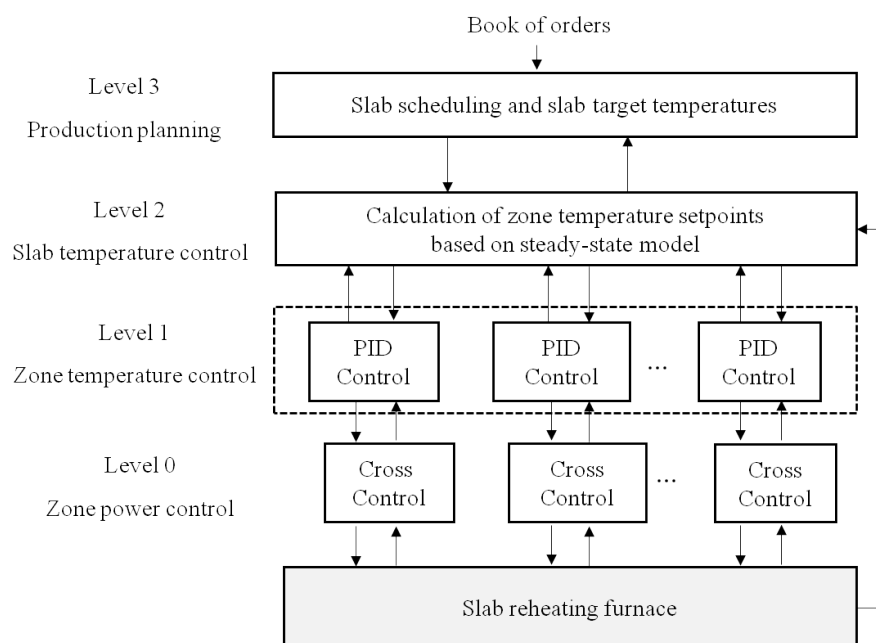 Book of orders
Level 3
Production planning
Slab scheduling and slab target temperatures
Level 2
Slab temperature control
Calculation of zone temperature setpoints
based on steady-state model
Level 1
Zone temperature control
PID
Control
PID
Control
...
PID
Control
Level 0
Zone power control
Cross
Control
Cross
Control
...
Cross
Control
Slab reheating furnace